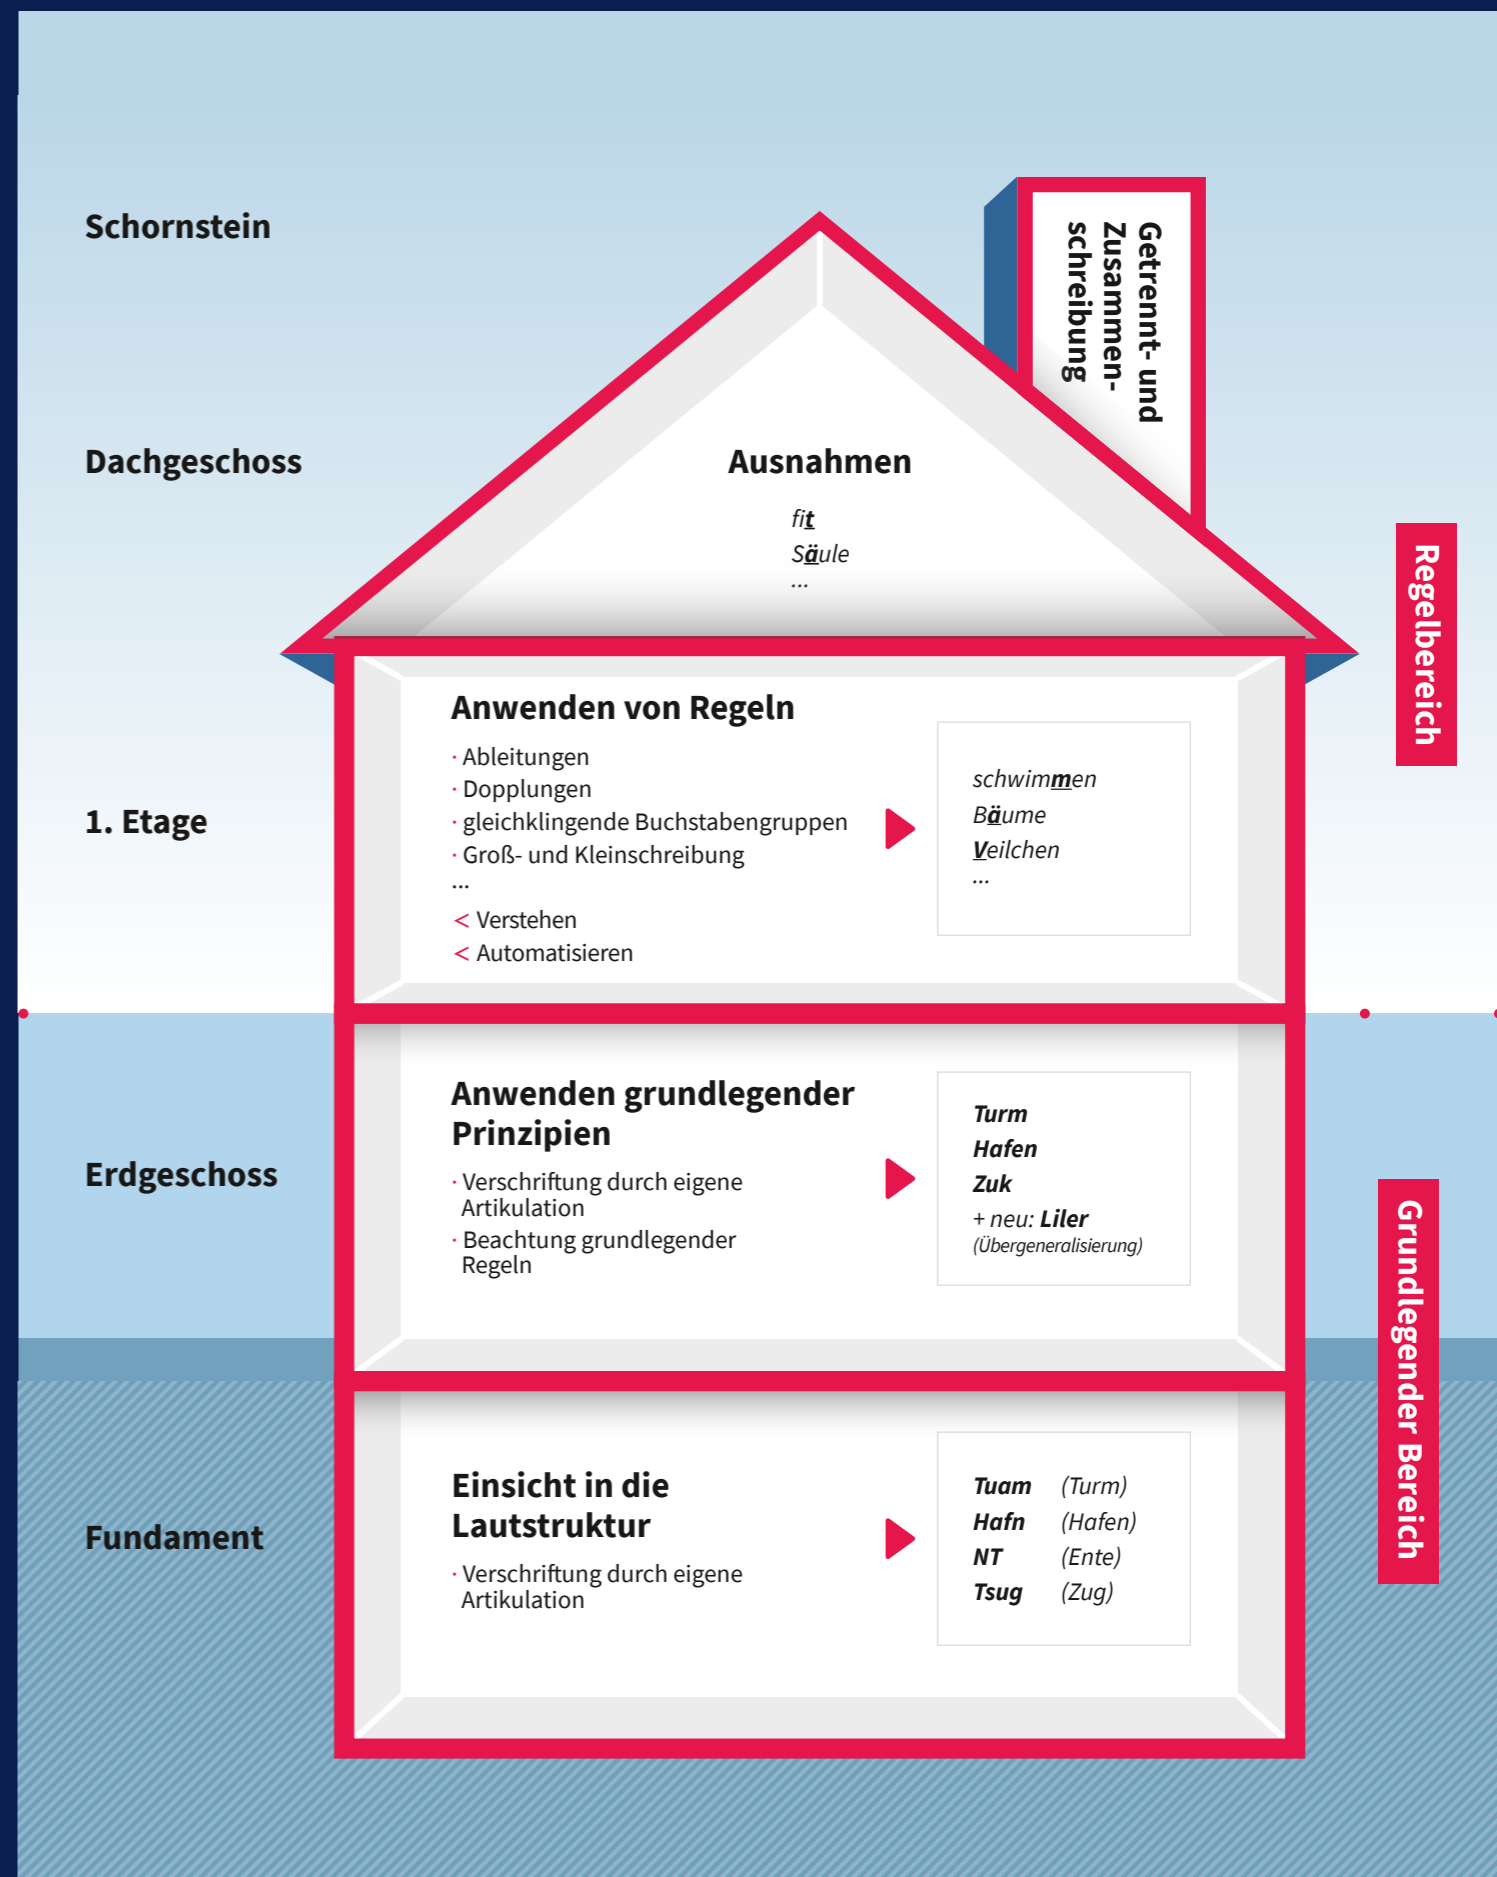 Schornstein
Getrennt- und
Zusammen-
schreibung
Dachgeschoss
Ausnahmen
fit
Säule
...
Regelbereich
1. Etage
Anwenden von Regeln
· Ableitungen
· Dopplungen
· gleichklingende Buchstabengruppen
· Groß- und Kleinschreibung
...
< Verstehen
< Automatisieren
schwimmen
Bäume
Veilchen
...
Erdgeschoss
Anwenden grundlegender
Prinzipien
· Verschriftung durch eigene
Artikulation
· Beachtung grundlegender
Regeln
Turm
Hafen
Zuk
+ neu: Liler
(Übergeneralisierung)
Grundlegender Bereich
Fundament
Einsicht in die
Lautstruktur
· Verschriftung durch eigene
Artikulation
Tuam (Turm)
Hafn (Hafen)
NT (Ente)
Tsug (Zug)